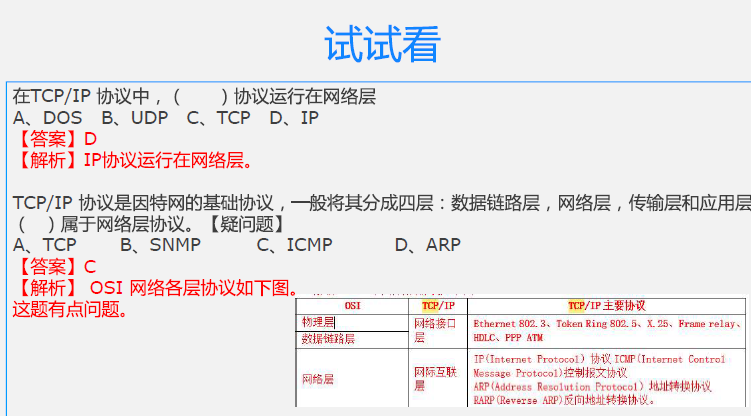 试试看
在TCP/IP 协议中，（　　）协议运行在网络层
A、DOS B、UDP C、TCP D、IP
【答案】D
【解析】IP协议运行在网络层。
TCP/IP 协议是因特网的基础协议，一般将其分成四层：数据链路层，网络层，传输层和应用层
（　）属于网络层协议。【疑问题】
A、TCP B、SNMP C、ICMP D、ARP
【答案】C
【解析】 OSI 网络各层协议如下图。
这题有点问题。
OSI TCP/IP TCP/IP 主要协议
物理层
数据链路层
网络接口
层
Ethernet 802.3、Token Ring 802.5、X.25、Frame relay、
HDLC、PPP ATM
网络层
网际互联
层
IP(Internet Protocol) 协议 ICMP(Internet Control
Message Protocol)控制报文协议
ARP(Address Resolution Protocol) 地址转换协议
RARP(Reverse ARP)反向地址转换协议。